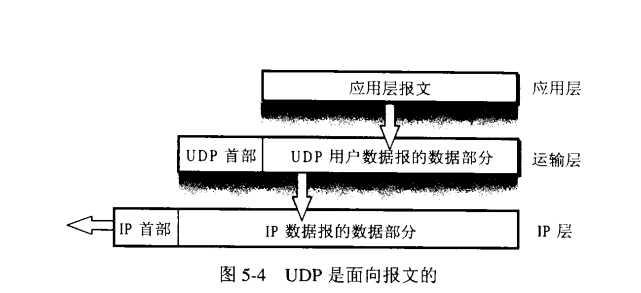 应用层报文 应用层
UDP 首部 UDP 用户数据报的数据部分 运输层
IP 首部 IP 数据报的数据部分 IP 层
图 5-4 UDP 是面向报文的